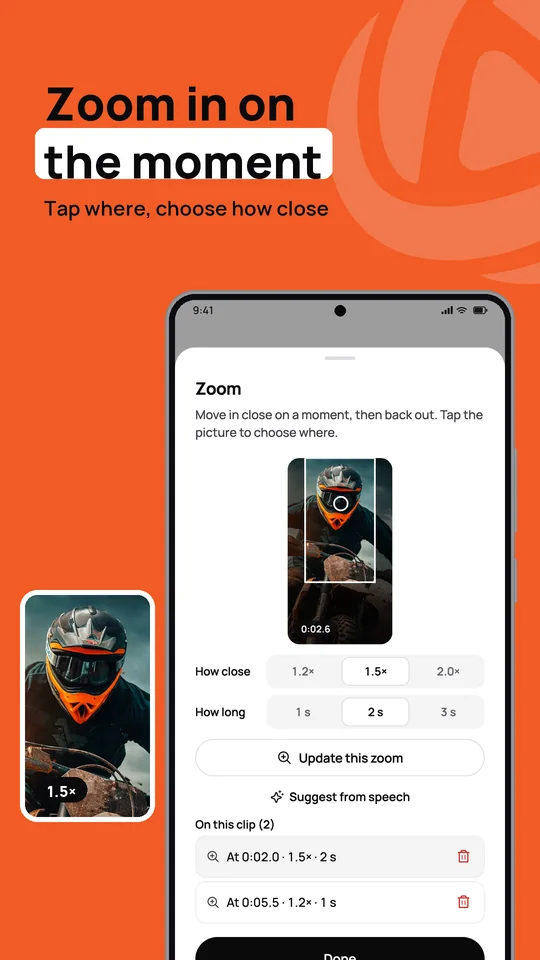 Zoom in on
the moment
Tap where, choose how close
9:41
Zoom
Move in close on a moment, then back out. Tap the
picture to choose where.
0:02.6
How close 1.2× 1.5× 2.0×
How long 1 s 2 s 3 s
Update this zoom
Suggest from speech
On this clip (2)
At 0:02.0 · 1.5× · 2 s
At 0:05.5 · 1.2× · 1 s
Done
1.5×